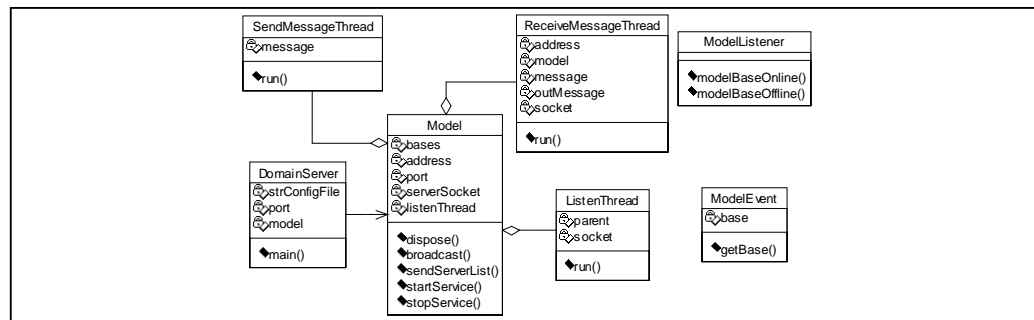 SendMessageThread
message
run()
ReceiveMessageThread
address
model
message
outMessage
socket
run()
ModelListener
modelBaseOnline()
modelBaseOffline()
Model
bases
address
port
serverSocket
listenThread
dispose()
broadcast()
sendServerList()
startService()
stopService()
DomainServer
strConfigFile
port
model
main()
ListenThread
parent
socket
run()
ModelEvent
base
getBase()